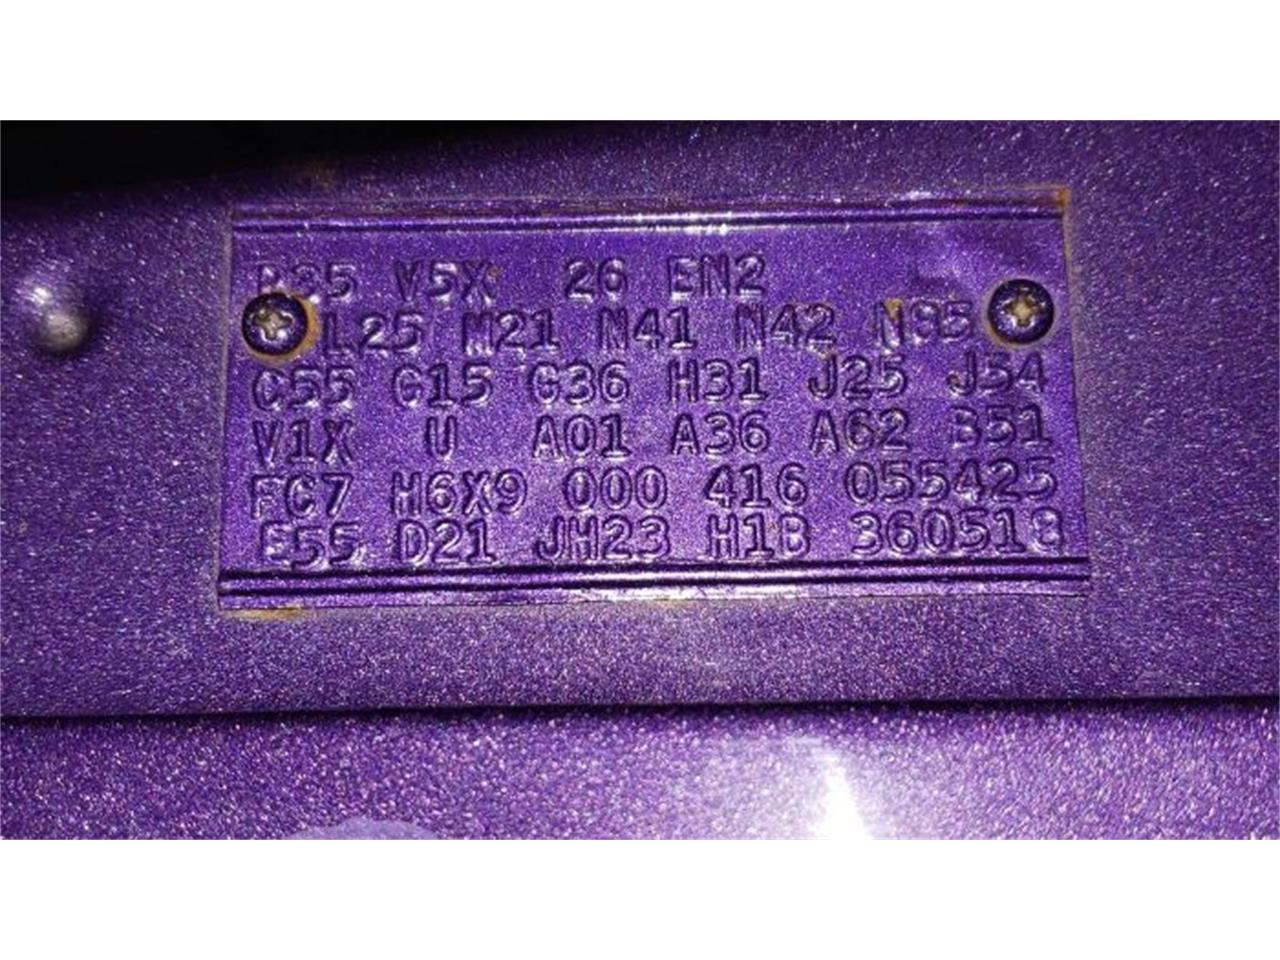 R35 V5X 26 EN2
L25 M21 N41 N42 N95
C55 G15 G36 H31 J25 J54
V1X U A01 A36 A62 B51
FC7 H6X9 000 416 055425
E55 D21 JH23 H1B 360518